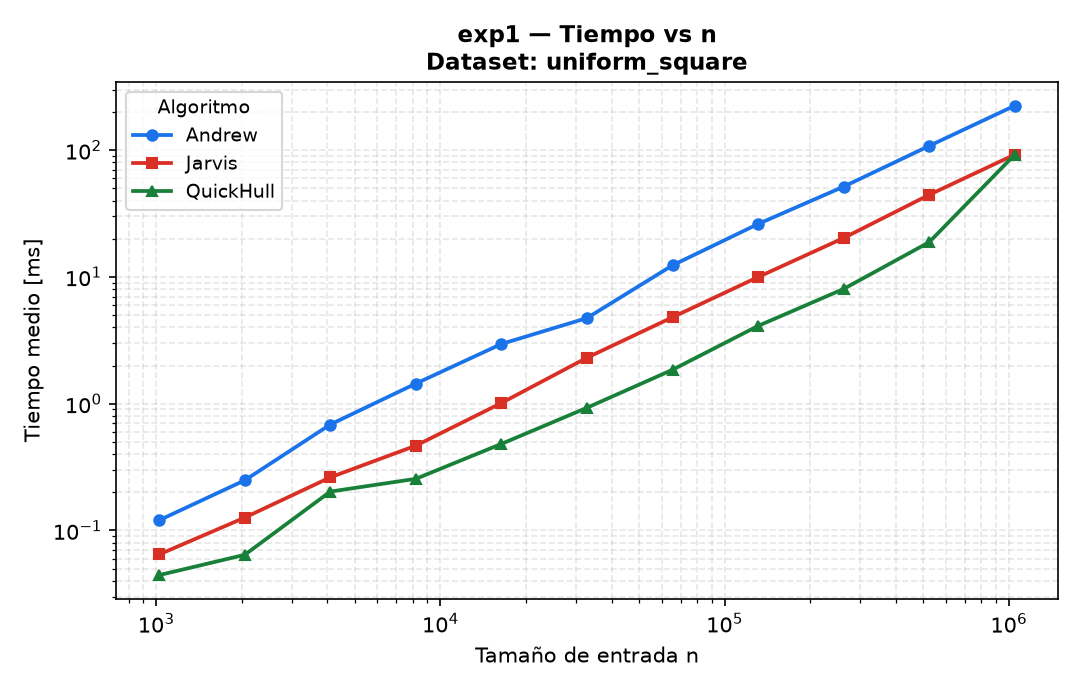 exp1 — Tiempo vs n
Dataset: uniform_square
Algoritmo
Andrew
Jarvis
QuickHull
Tiempo medio [ms]
10²
10¹
10⁰
10⁻¹
10³
10⁴
10⁵
10⁶
Tamaño de entrada n